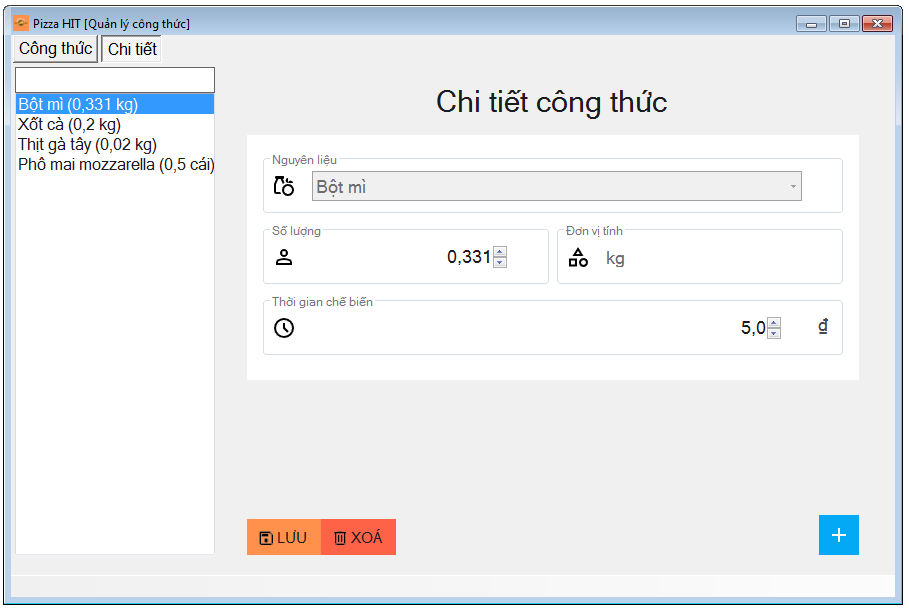 Pizza HIT [Quản lý công thức]
Công thức
Chi tiết
Bột mì (0,331 kg)
Xốt cà (0,2 kg)
Thịt gà tây (0,02 kg)
Phô mai mozzarella (0,5 cái)
Chi tiết công thức
Nguyên liệu
Bột mì
Số lượng
0,331
Đơn vị tính
kg
Thời gian chế biến
5,0
₫
LƯU
XOÁ
+